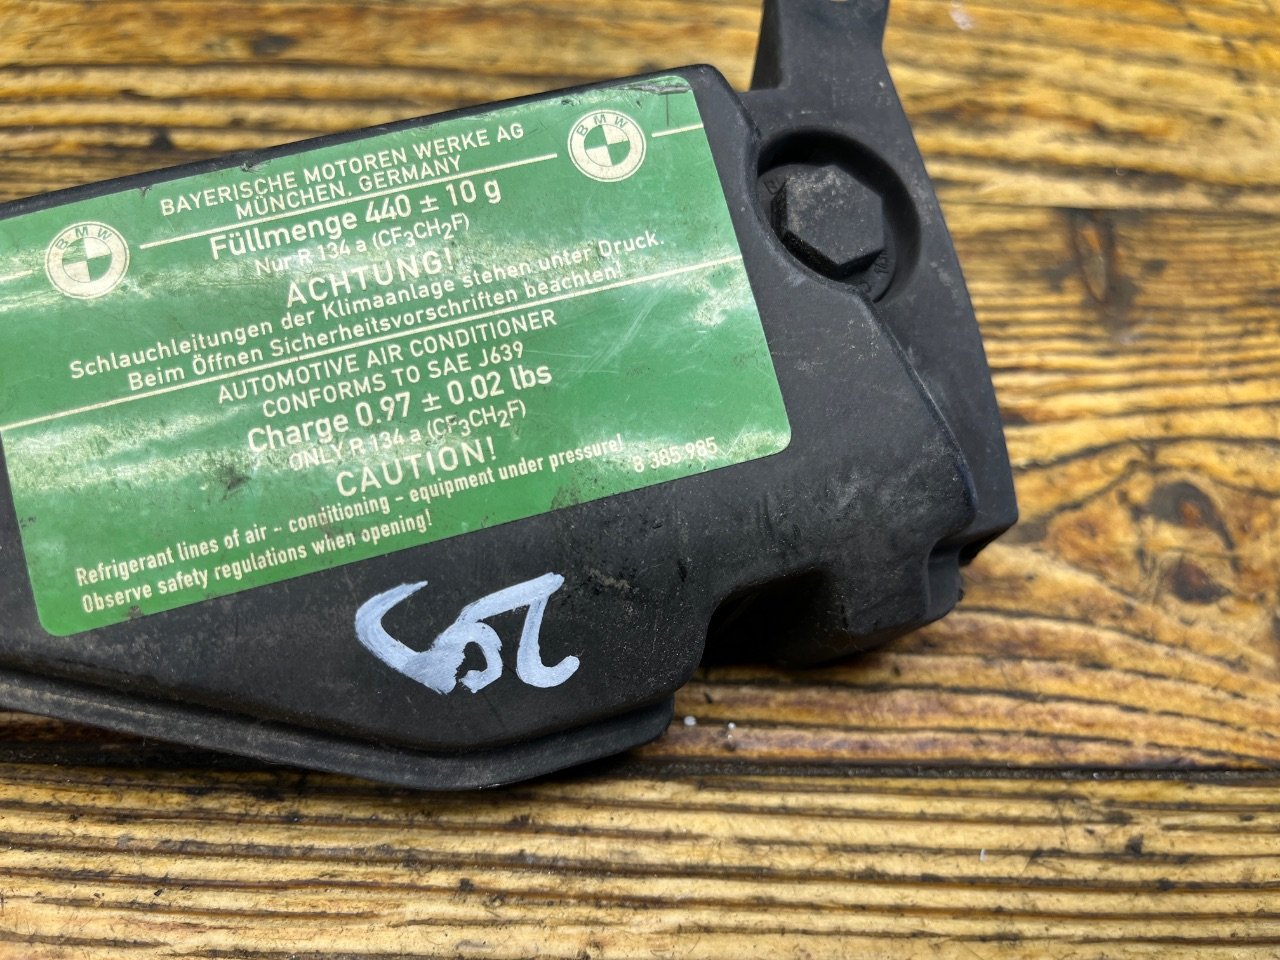 BAYERISCHE MOTOREN WERKE AG
MÜNCHEN. GERMANY
BMW
BMW
Füllmenge 440 ± 10 g
Nur R 134 a (CF₃CH₂F)
ACHTUNG!
Schlauchleitungen der Klimaanlage stehen unter Druck.
Beim Öffnen Sicherheitsvorschriften beachten!
AUTOMOTIVE AIR CONDITIONER
CONFORMS TO SAE J639
Charge 0.97 ± 0.02 lbs
ONLY R 134 a (CF₃CH₂F)
CAUTION!
Refrigerant lines of air - conditioning - equipment under pressure!
Observe safety regulations when opening!
8 385 985